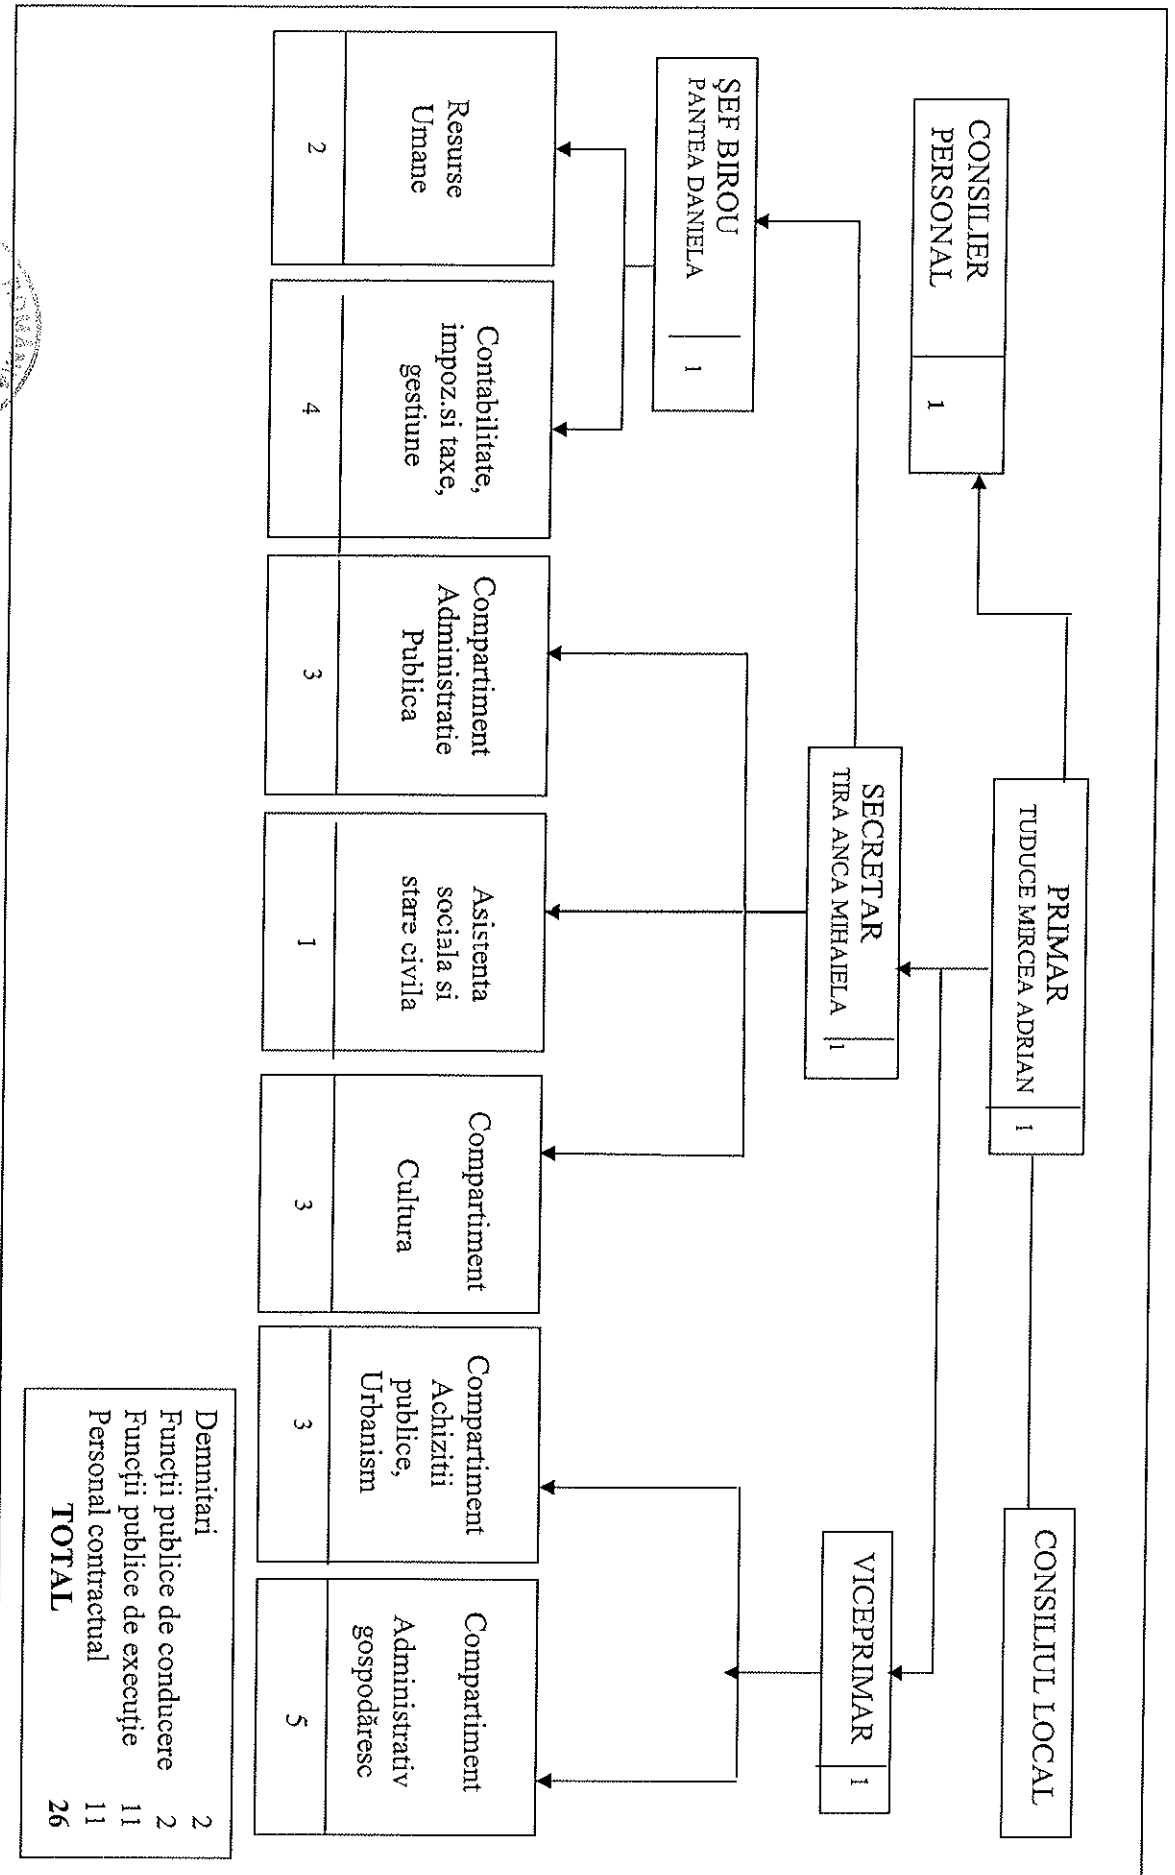 CONSILIUL LOCAL
PRIMAR
TUDUCE MIRCEA ADRIAN
1
CONSILIER
PERSONAL
1
SECRETAR
TIRA ANCA MIHAIELA
1
VICEPRIMAR
1
ŞEF BIROU
PANTEA DANIELA
1
Resurse
Umane
2
Contabilitate,
impoz.si taxe,
gestiune
4
Compartiment
Administratie
Publica
3
Asistenta
sociala si
stare civila
1
Compartiment
Cultura
3
Compartiment
Achizitii
publice,
Urbanism
3
Compartiment
Administrativ
gospodăresc
5
Demnitari 2
Funcţii publice de conducere 2
Funcţii publice de execuţie 11
Personal contractual 11
TOTAL 26